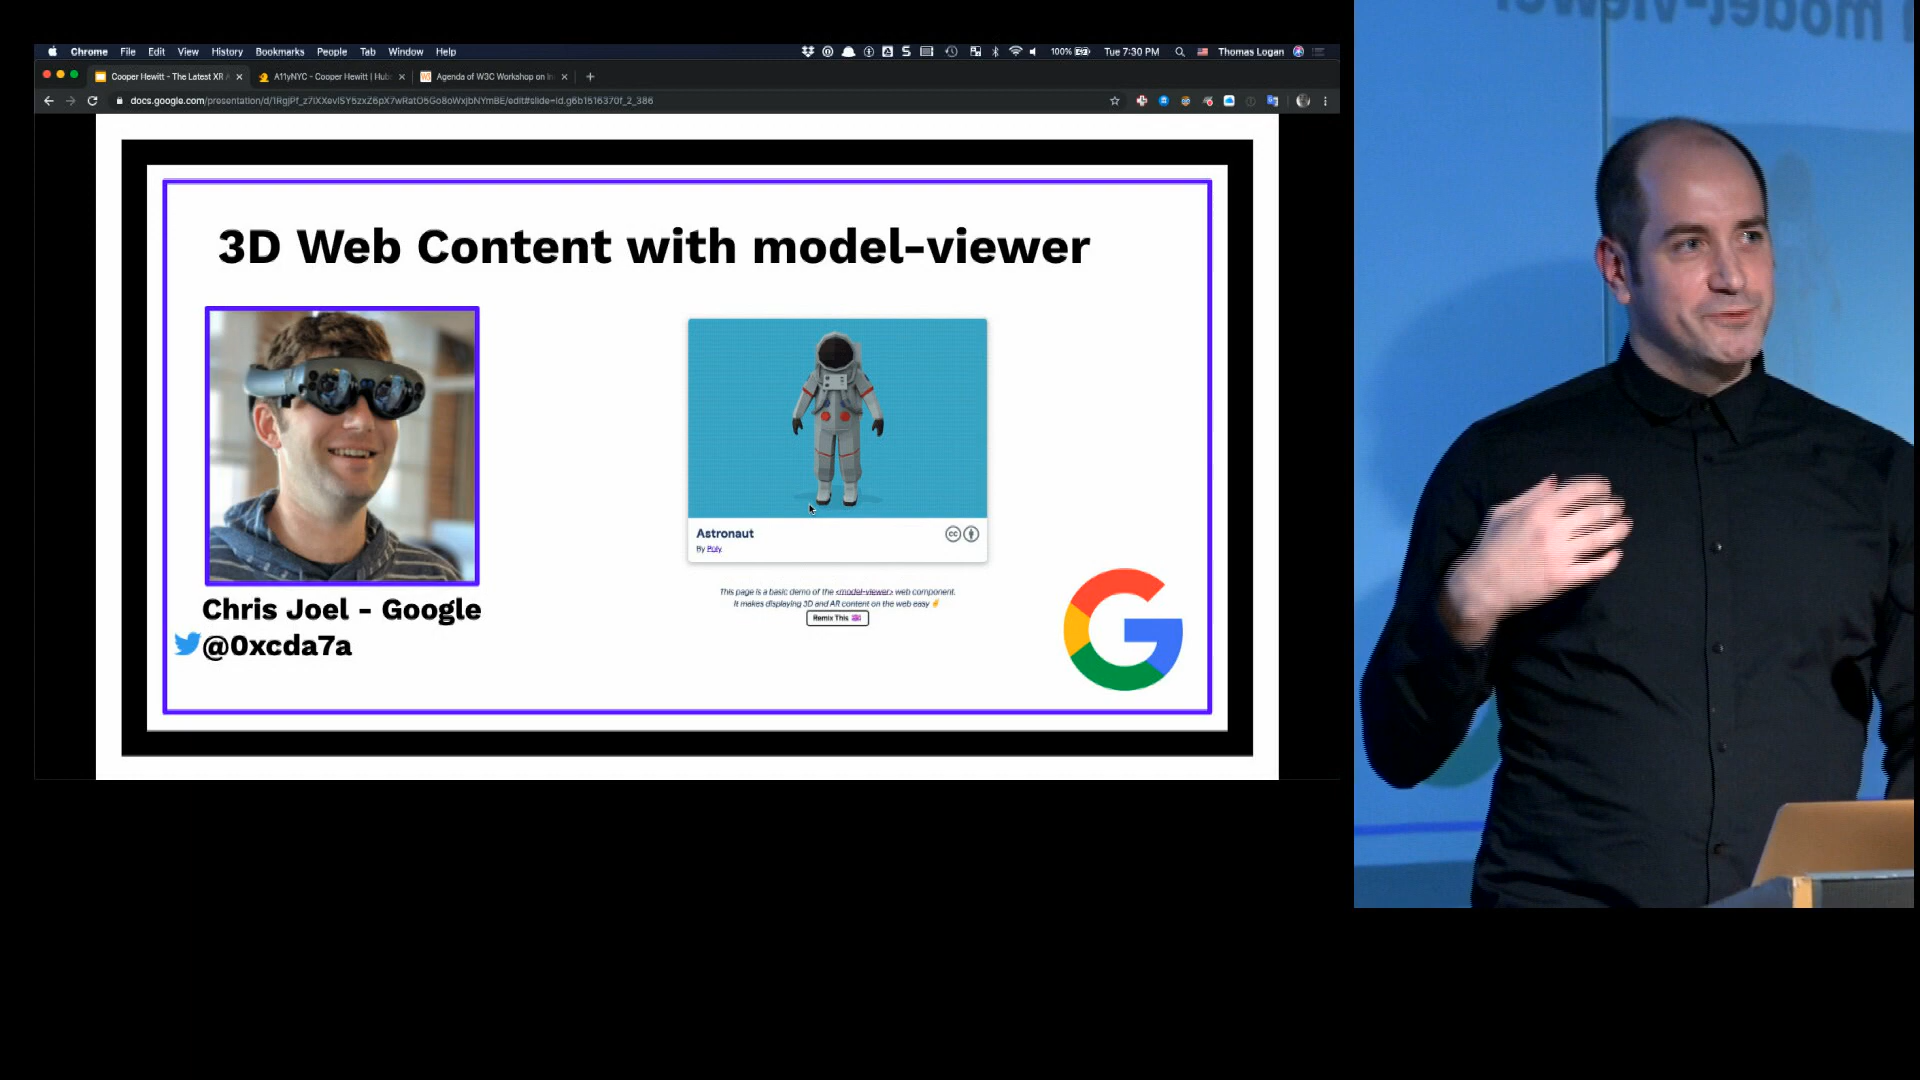 Chrome File Edit View History Bookmarks People Tab Window Help 100% Tue 7:30 PM Thomas Logan
Cooper Hewitt - The Latest XR A11yNYC - Cooper Hewitt | Hub Agenda of W3C Workshop on In
3D Web Content with model-viewer
Astronaut
By Poly
This page is a basic demo of the <model-viewer> web component.
It makes displaying 3D and AR content on the web easy ✌
Remix This
Chris Joel - Google
@0xcda7a
model-viewer